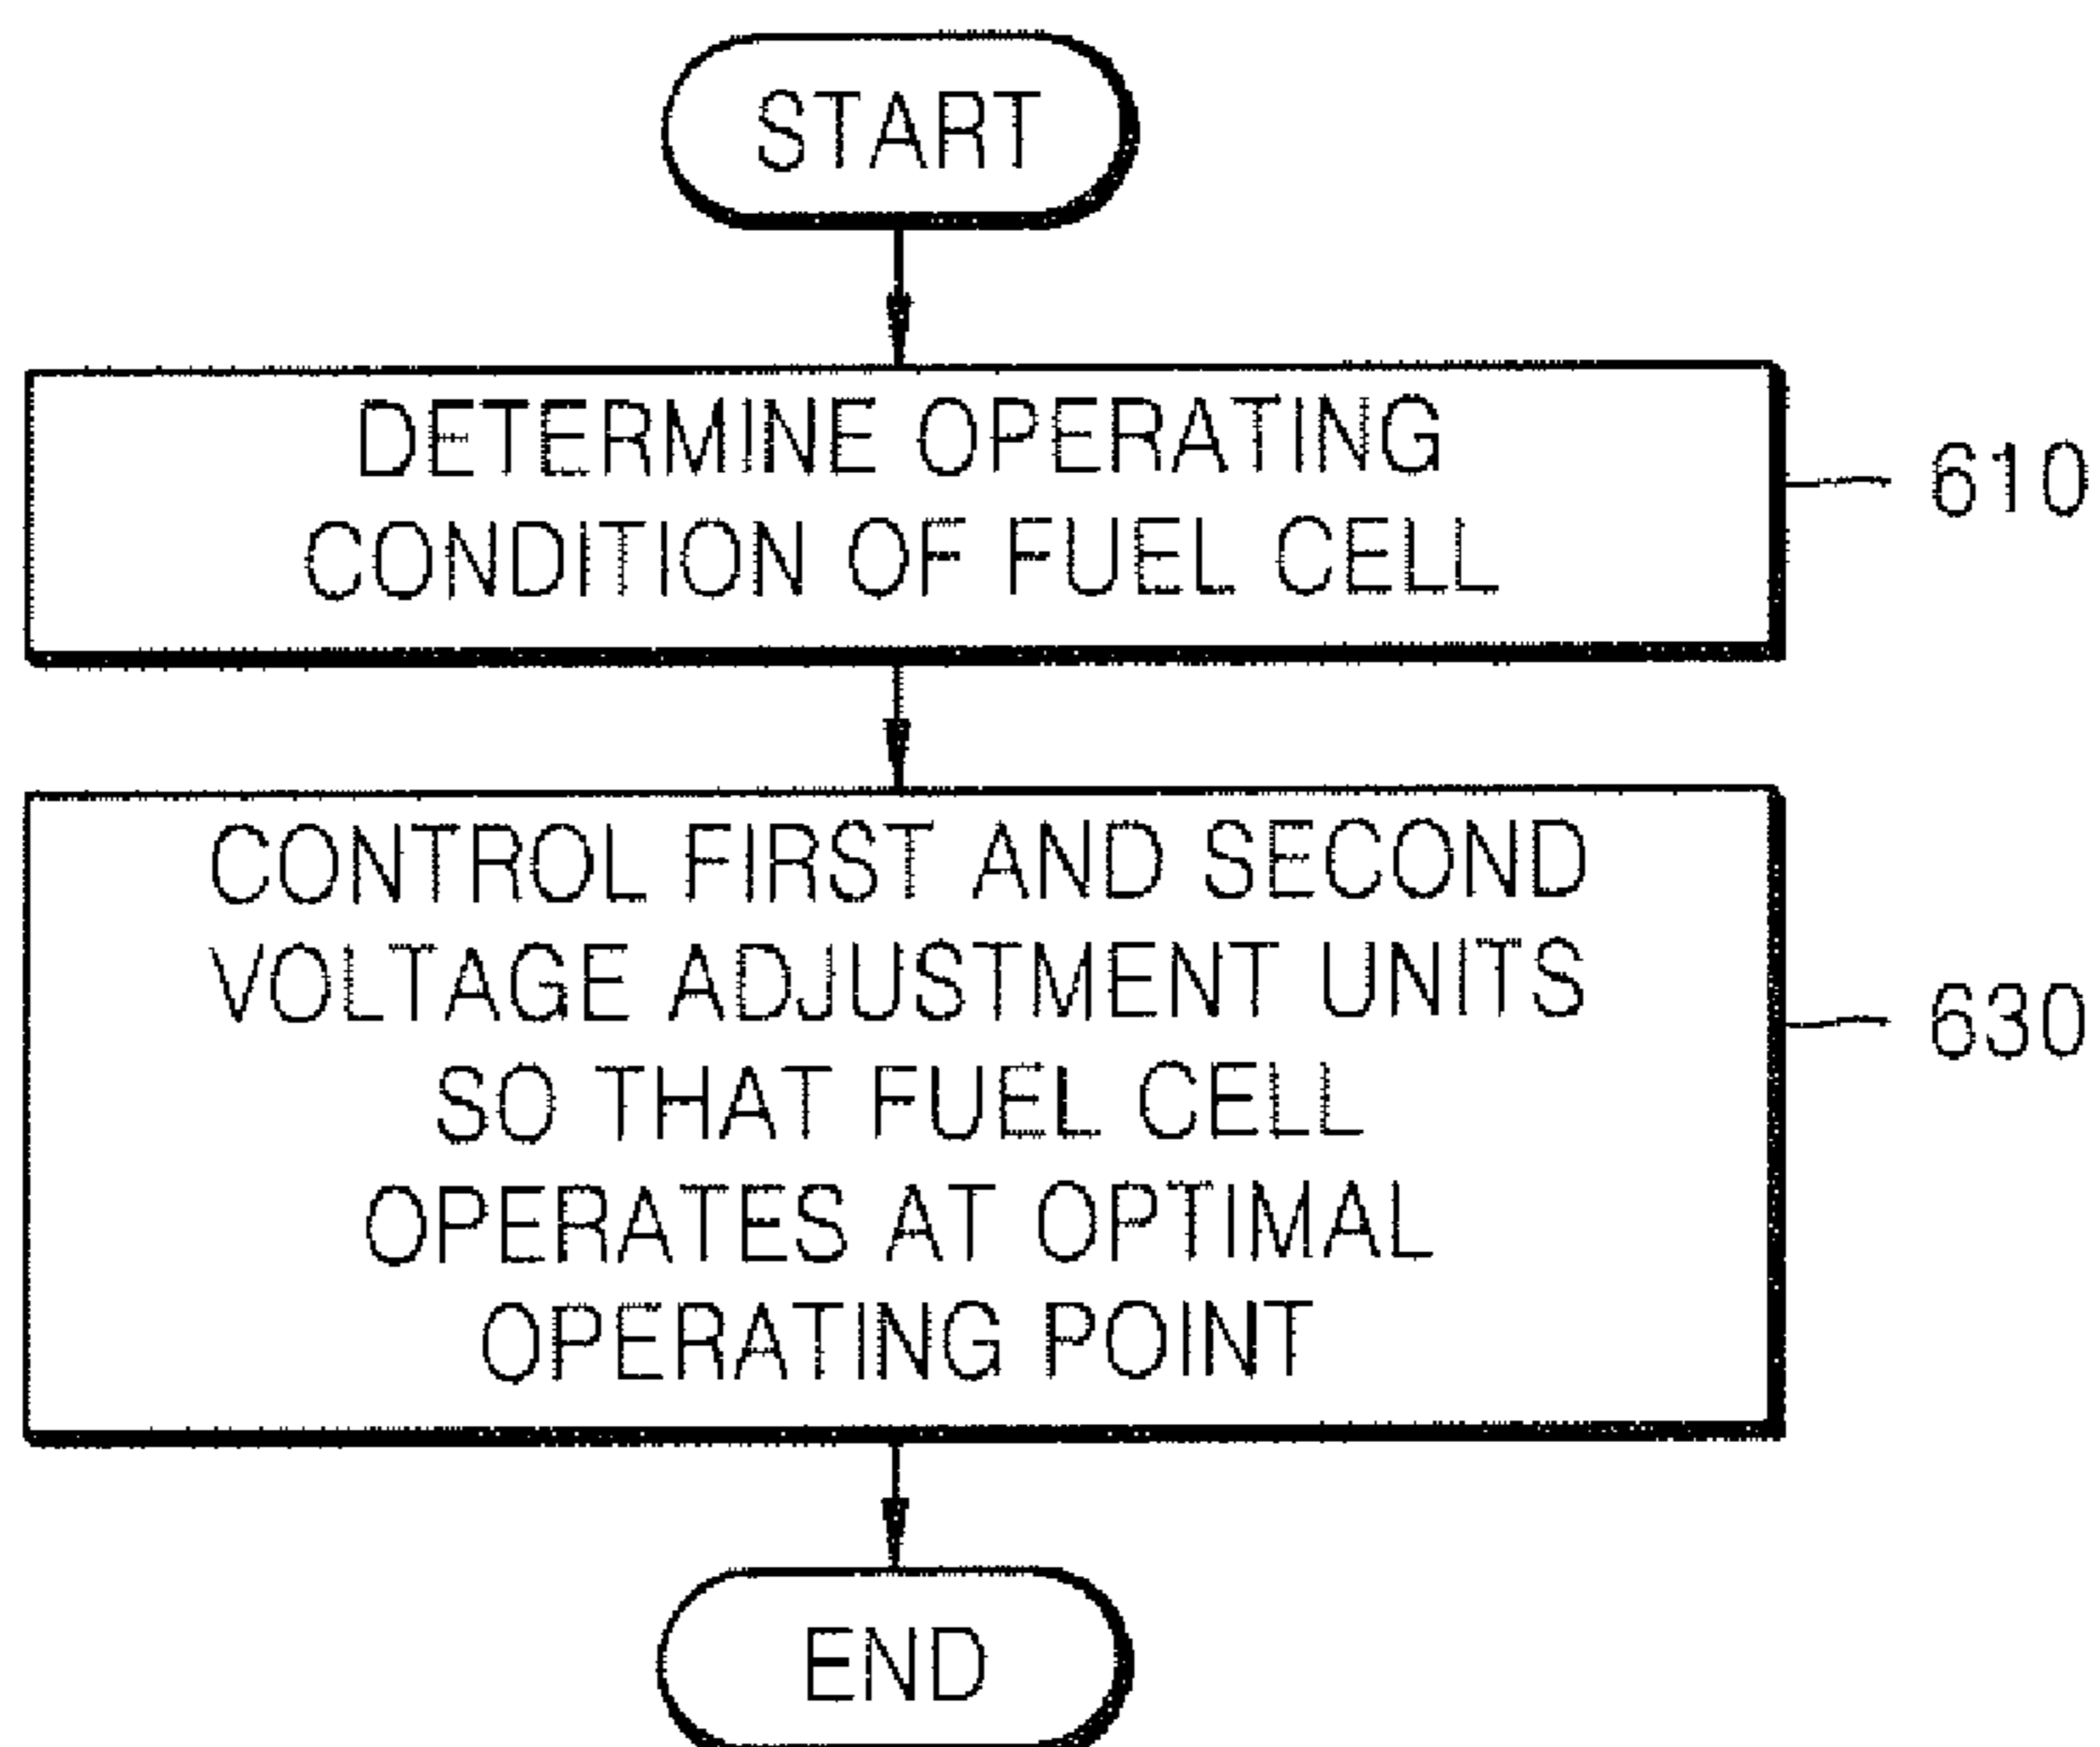 START
DETERMINE OPERATING
CONDITION OF FUEL CELL
610
CONTROL FIRST AND SECOND
VOLTAGE ADJUSTMENT UNITS
SO THAT FUEL CELL
OPERATES AT OPTIMAL
OPERATING POINT
630
END